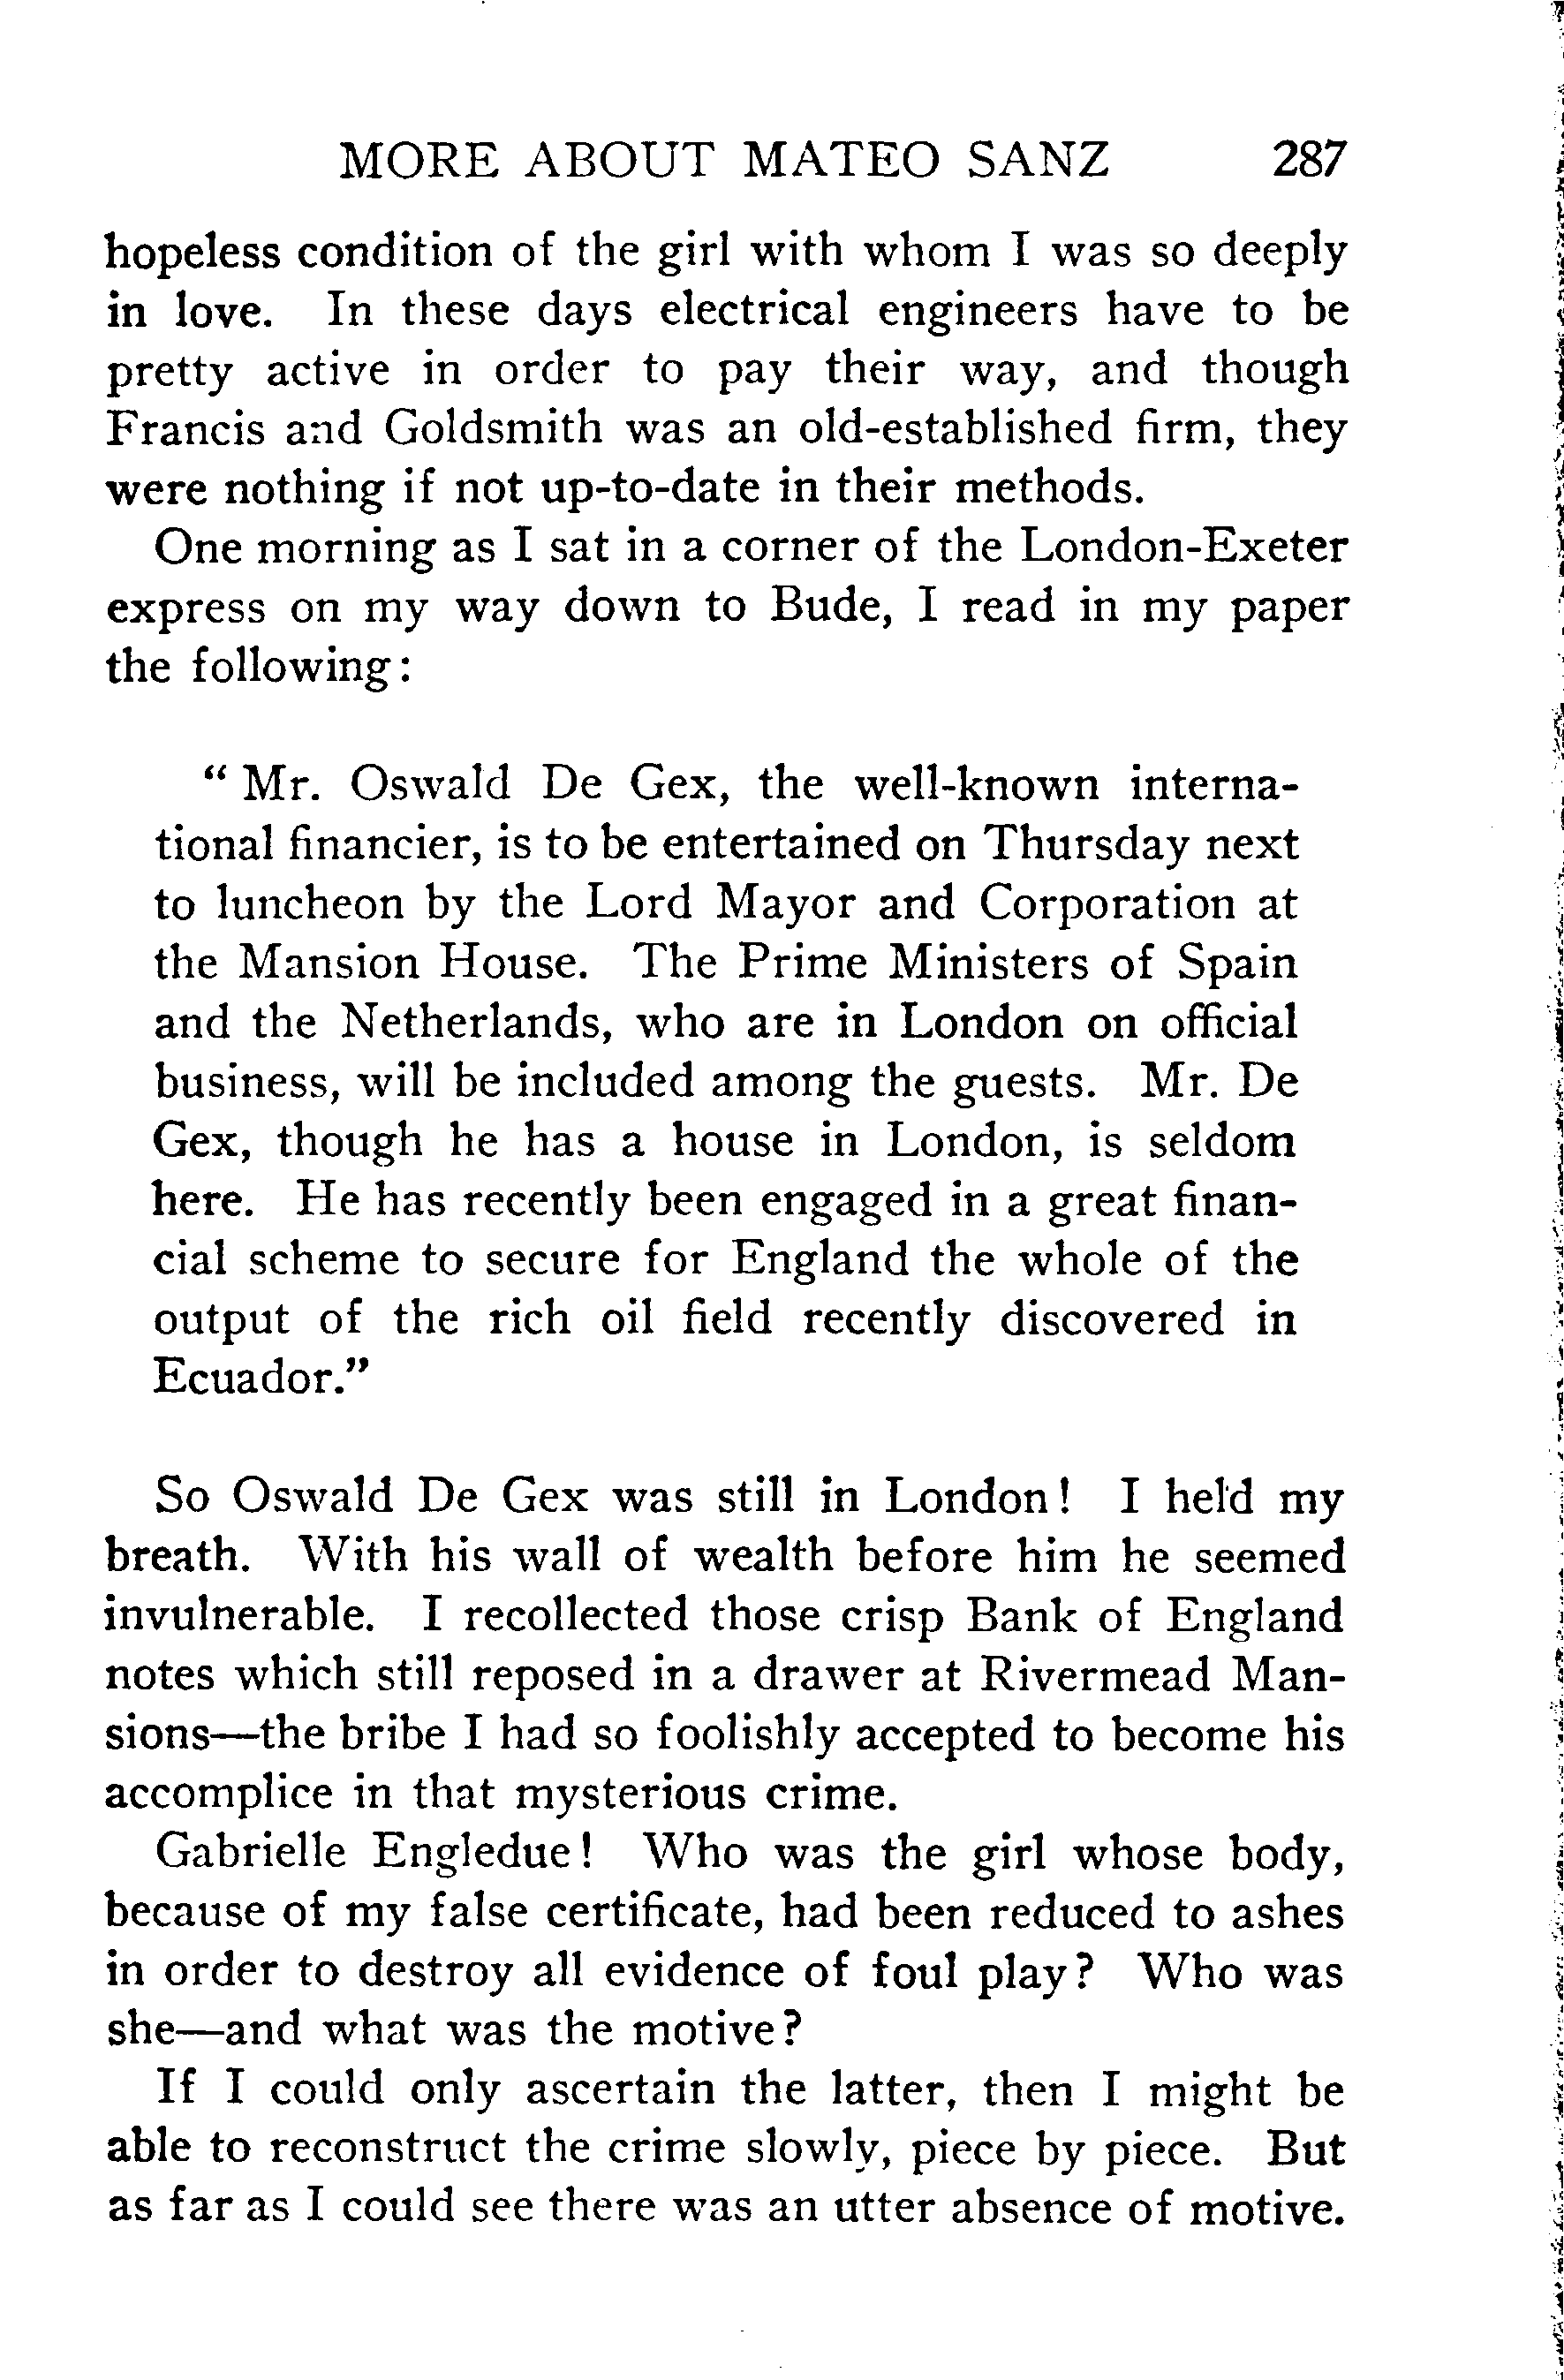 MORE ABOUT MATEO SANZ 287
hopeless condition of the girl with whom I was so deeply
in love. In these days electrical engineers have to be
pretty active in order to pay their way, and though
Francis and Goldsmith was an old-established firm, they
were nothing if not up-to-date in their methods.
One morning as I sat in a corner of the London-Exeter
express on my way down to Bude, I read in my paper
the following:
“Mr. Oswald De Gex, the well-known interna-
tional financier, is to be entertained on Thursday next
to luncheon by the Lord Mayor and Corporation at
the Mansion House. The Prime Ministers of Spain
and the Netherlands, who are in London on official
business, will be included among the guests. Mr. De
Gex, though he has a house in London, is seldom
here. He has recently been engaged in a great finan-
cial scheme to secure for England the whole of the
output of the rich oil field recently discovered in
Ecuador.”
So Oswald De Gex was still in London! I held my
breath. With his wall of wealth before him he seemed
invulnerable. I recollected those crisp Bank of England
notes which still reposed in a drawer at Rivermead Man-
sions—the bribe I had so foolishly accepted to become his
accomplice in that mysterious crime.
Gabrielle Engledue! Who was the girl whose body,
because of my false certificate, had been reduced to ashes
in order to destroy all evidence of foul play? Who was
she—and what was the motive?
If I could only ascertain the latter, then I might be
able to reconstruct the crime slowly, piece by piece. But
as far as I could see there was an utter absence of motive.